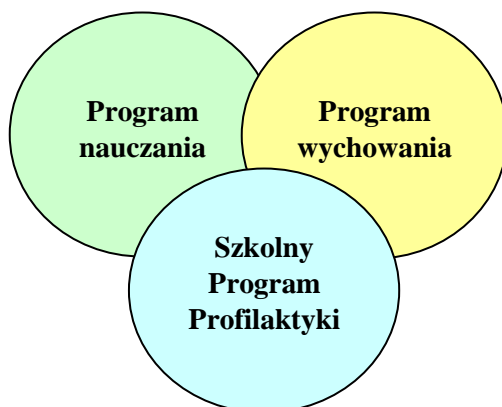 Program
nauczania
Program
wychowania
Szkolny
Program
Profilaktyki